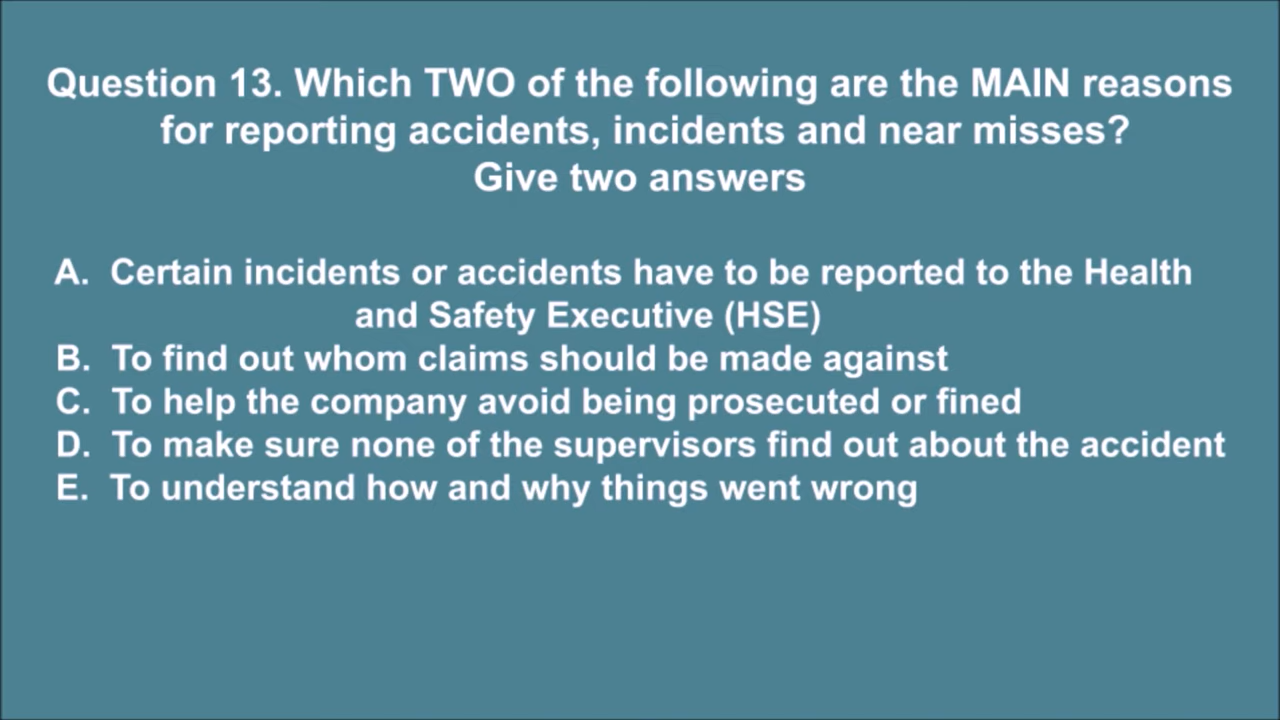 Question 13. Which TWO of the following are the MAIN reasons
for reporting accidents, incidents and near misses?
Give two answers
A. Certain incidents or accidents have to be reported to the Health
and Safety Executive (HSE)
B. To find out whom claims should be made against
C. To help the company avoid being prosecuted or fined
D. To make sure none of the supervisors find out about the accident
E. To understand how and why things went wrong